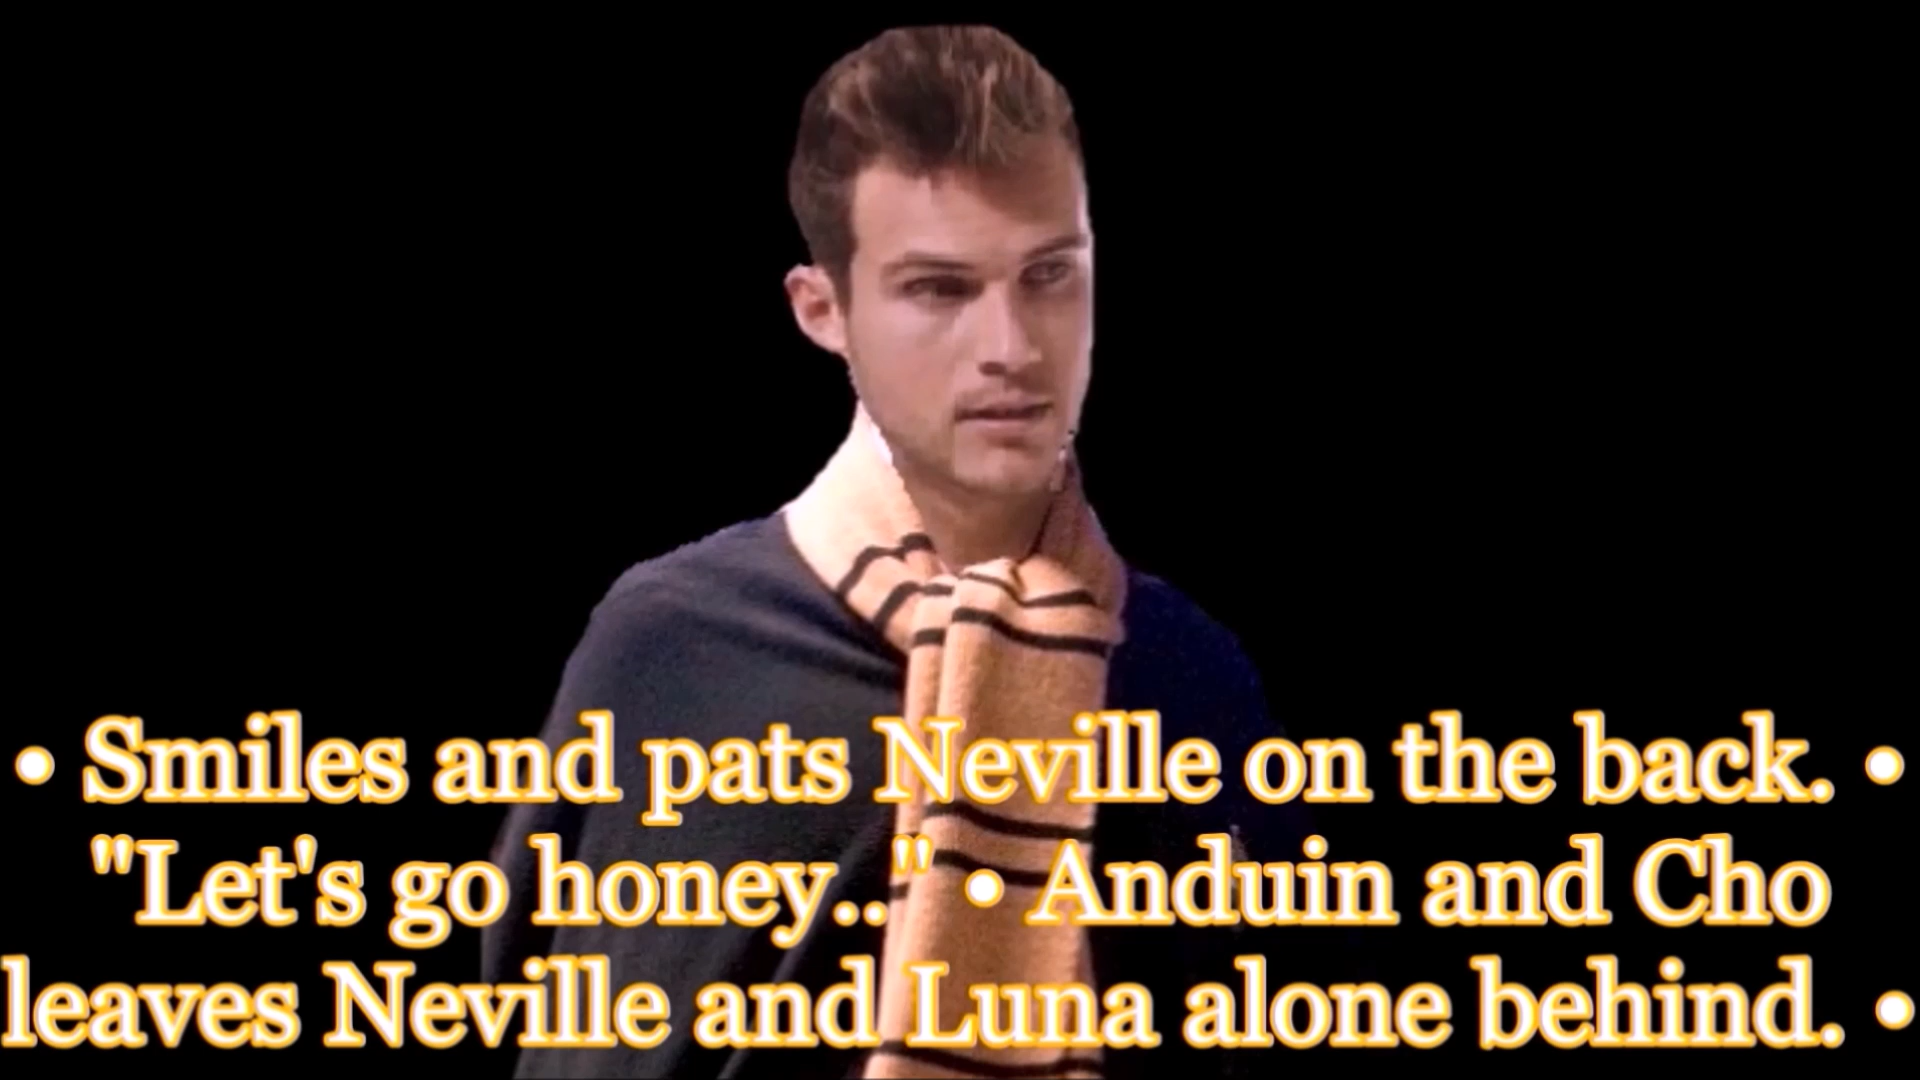 • Smiles and pats Neville on the back. •
"Let's go honey.." • Anduin and Cho
leaves Neville and Luna alone behind. •